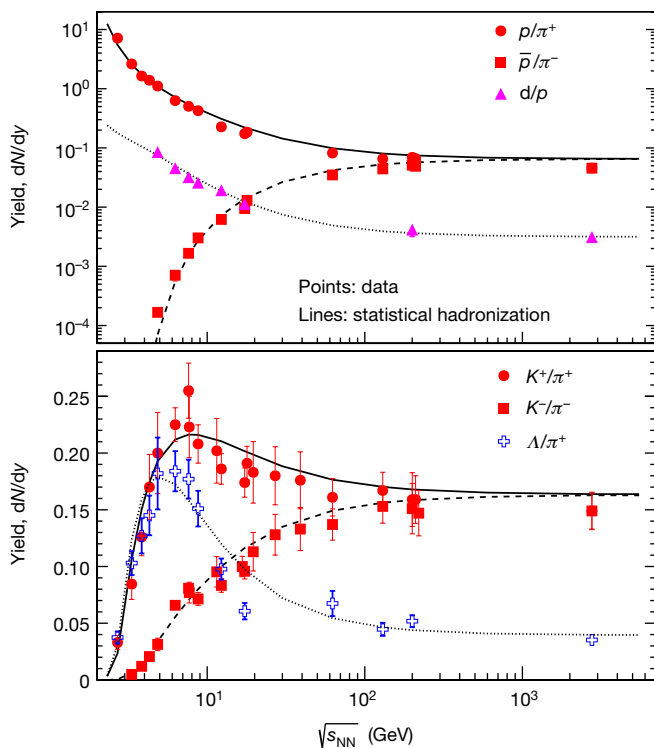 10¹
10⁰
10⁻¹
10⁻²
10⁻³
10⁻⁴
Yield, dN/dy
p/π⁺
p̅/π⁻
d/p
Points: data
Lines: statistical hadronization
0.25
0.20
0.15
0.10
0.05
0
Yield, dN/dy
K⁺/π⁺
K⁻/π⁻
Λ/π⁺
10¹
10²
10³
√sNN (GeV)